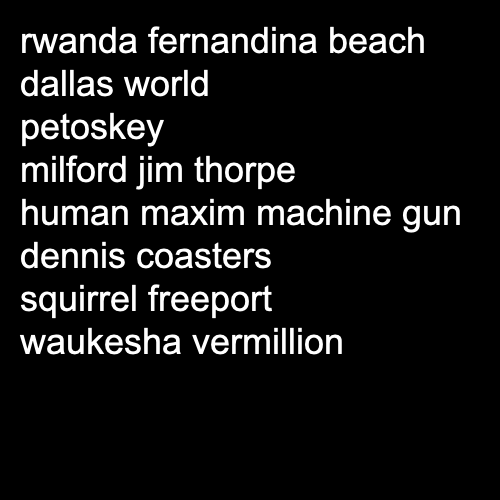 rwanda fernandina beach
dallas world
petoskey
milford jim thorpe
human maxim machine gun
dennis coasters
squirrel freeport
waukesha vermillion